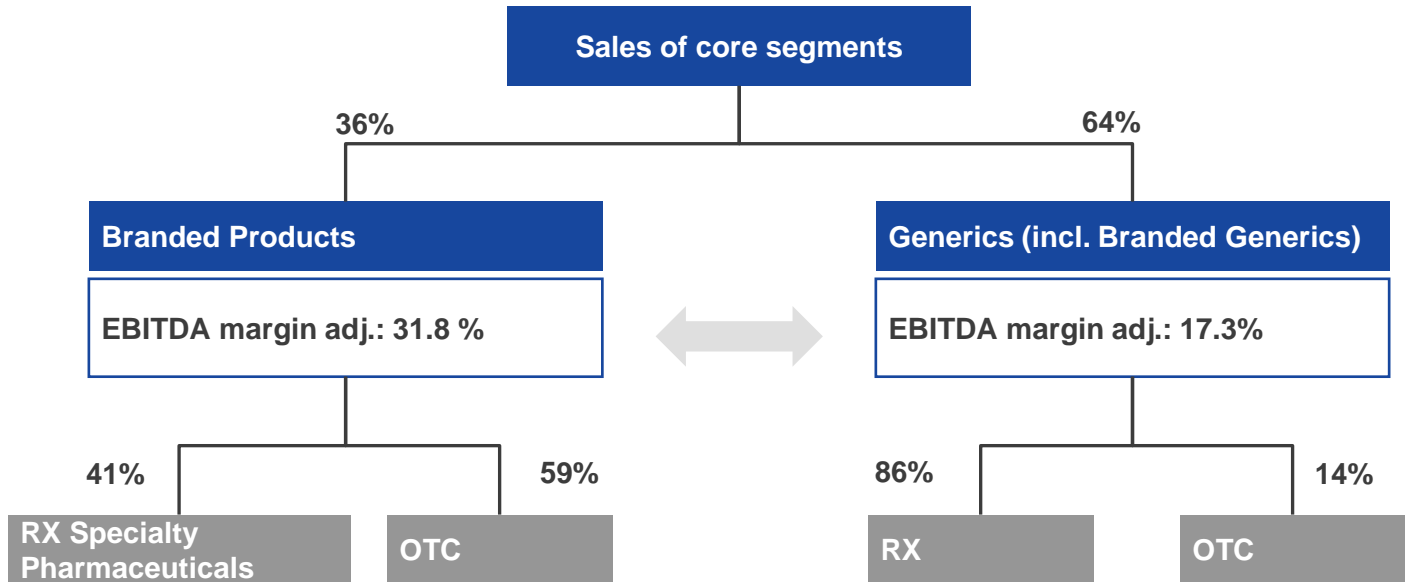 Sales of core segments
36%
64%
Branded Products
Generics (incl. Branded Generics)
EBITDA margin adj.: 31.8 %
EBITDA margin adj.: 17.3%
41%
59%
86%
14%
RX Specialty
Pharmaceuticals
OTC
RX
OTC